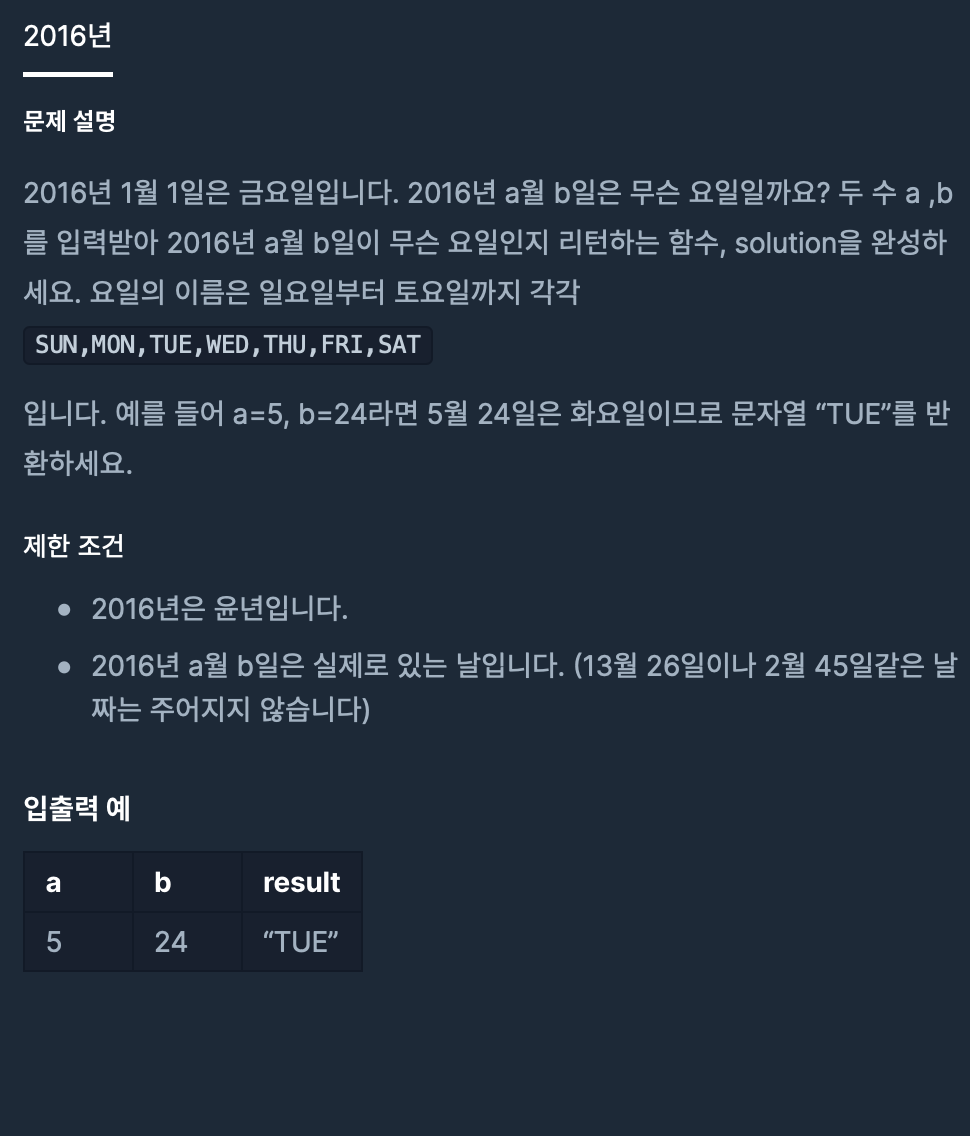 2016년
문제 설명
2016년 1월 1일은 금요일입니다. 2016년 a월 b일은 무슨 요일일까요? 두 수 a ,b
를 입력받아 2016년 a월 b일이 무슨 요일인지 리턴하는 함수, solution을 완성하
세요. 요일의 이름은 일요일부터 토요일까지 각각
SUN,MON,TUE,WED,THU,FRI,SAT
입니다. 예를 들어 a=5, b=24라면 5월 24일은 화요일이므로 문자열 “TUE”를 반
환하세요.
제한 조건
● 2016년은 윤년입니다.
● 2016년 a월 b일은 실제로 있는 날입니다. (13월 26일이나 2월 45일같은 날
짜는 주어지지 않습니다)
입출력 예
a b result
5 24 “TUE”